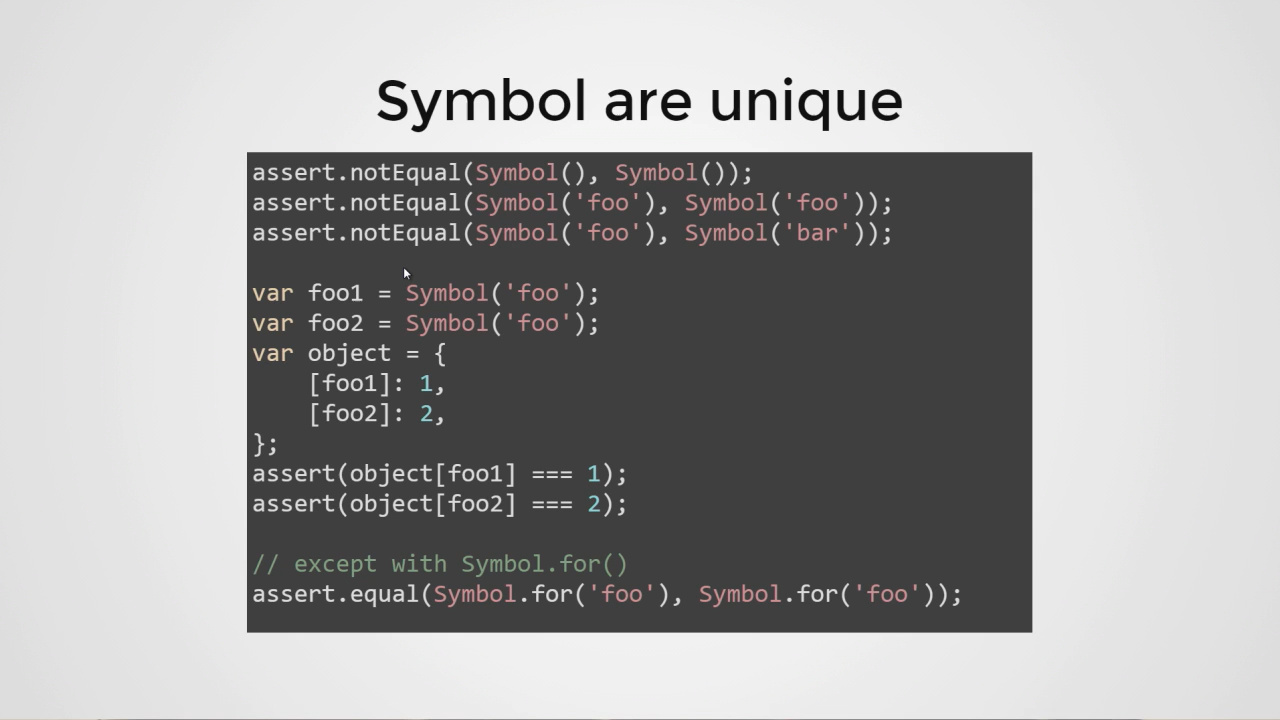 Symbol are unique
assert.notEqual(Symbol(), Symbol());
assert.notEqual(Symbol('foo'), Symbol('foo'));
assert.notEqual(Symbol('foo'), Symbol('bar'));
var foo1 = Symbol('foo');
var foo2 = Symbol('foo');
var object = {
    [foo1]: 1,
    [foo2]: 2,
};
assert(object[foo1] === 1);
assert(object[foo2] === 2);
// except with Symbol.for()
assert.equal(Symbol.for('foo'), Symbol.for('foo'));